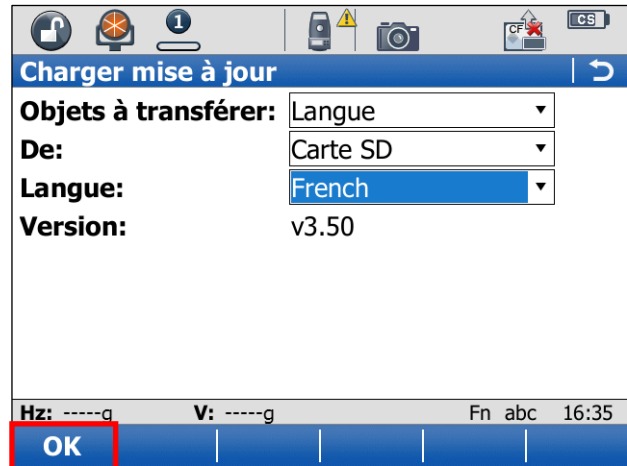 1
CF
CS
Charger mise à jour
Objets à transférer: Langue
De: Carte SD
Langue: French
Version: v3.50
Hz: -----g V: -----g Fn abc 16:35
OK